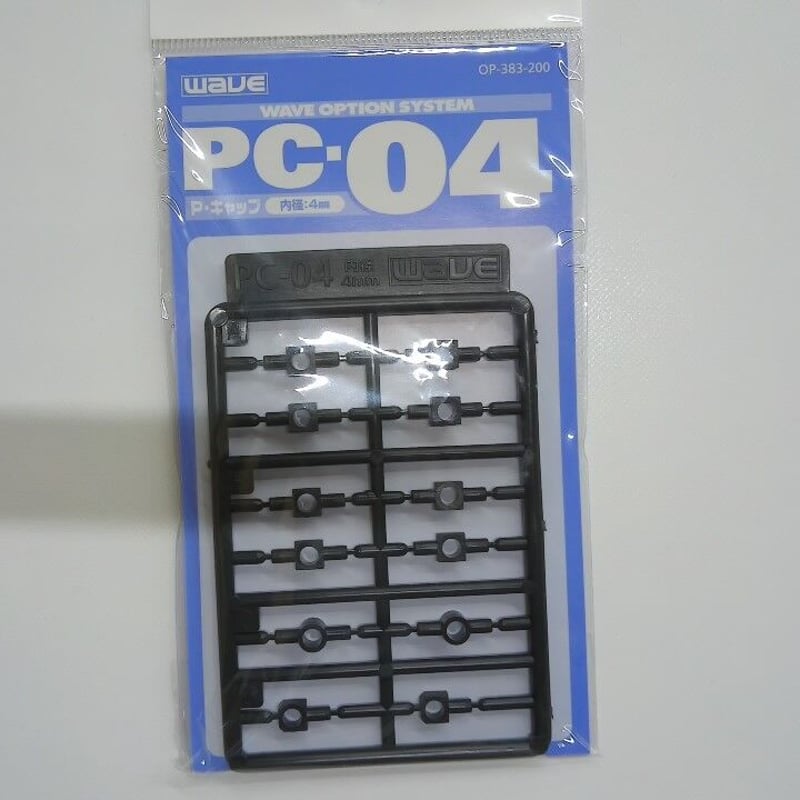 WAVE
OP-383-200
WAVE OPTION SYSTEM
PC-04
P・キャップ 内径:4mm
PC-04 内径 4mm WAVE